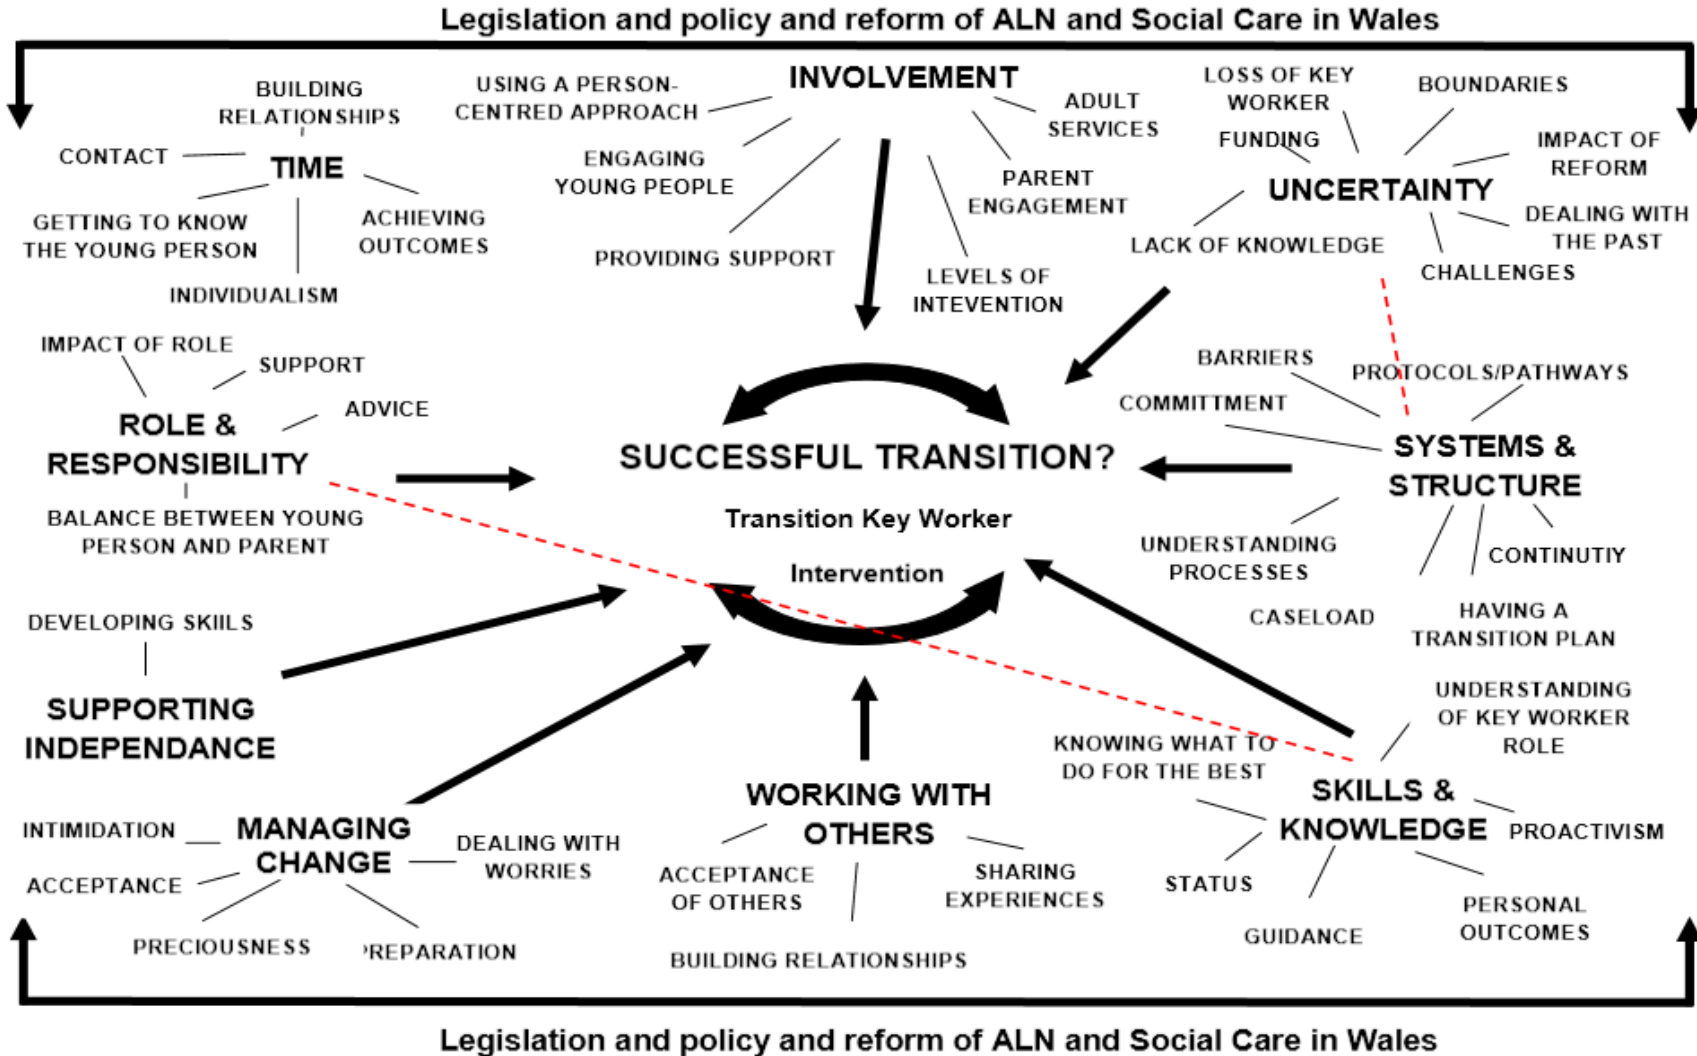 Legislation and policy and reform of ALN and Social Care in Wales
BUILDING
RELATIONSHIPS
CONTACT
TIME
GETTING TO KNOW
THE YOUNG PERSON
ACHIEVING
OUTCOMES
INDIVIDUALISM
USING A PERSON-
CENTRED APPROACH
INVOLVEMENT
ADULT
SERVICES
ENGAGING
YOUNG PEOPLE
PARENT
ENGAGEMENT
PROVIDING SUPPORT
LEVELS OF
INTEVENTION
LOSS OF KEY
WORKER
BOUNDARIES
FUNDING
IMPACT OF
REFORM
UNCERTAINTY
DEALING WITH
THE PAST
LACK OF KNOWLEDGE
CHALLENGES
IMPACT OF ROLE
SUPPORT
ADVICE
ROLE &
RESPONSIBILITY
BALANCE BETWEEN YOUNG
PERSON AND PARENT
SUCCESSFUL TRANSITION?
Transition Key Worker
Intervention
BARRIERS
PROTOCOLS/PATHWAYS
COMMITTMENT
SYSTEMS &
STRUCTURE
UNDERSTANDING
PROCESSES
CONTINUTIY
CASELOAD
HAVING A
TRANSITION PLAN
DEVELOPING SKIILS
SUPPORTING
INDEPENDANCE
INTIMIDATION
MANAGING
CHANGE
DEALING WITH
WORRIES
ACCEPTANCE
PRECIOUSNESS
PREPARATION
WORKING WITH
OTHERS
ACCEPTANCE
OF OTHERS
SHARING
EXPERIENCES
BUILDING RELATIONSHIPS
UNDERSTANDING
OF KEY WORKER
ROLE
KNOWING WHAT TO
DO FOR THE BEST
SKILLS &
KNOWLEDGE
PROACTIVISM
STATUS
GUIDANCE
PERSONAL
OUTCOMES
Legislation and policy and reform of ALN and Social Care in Wales